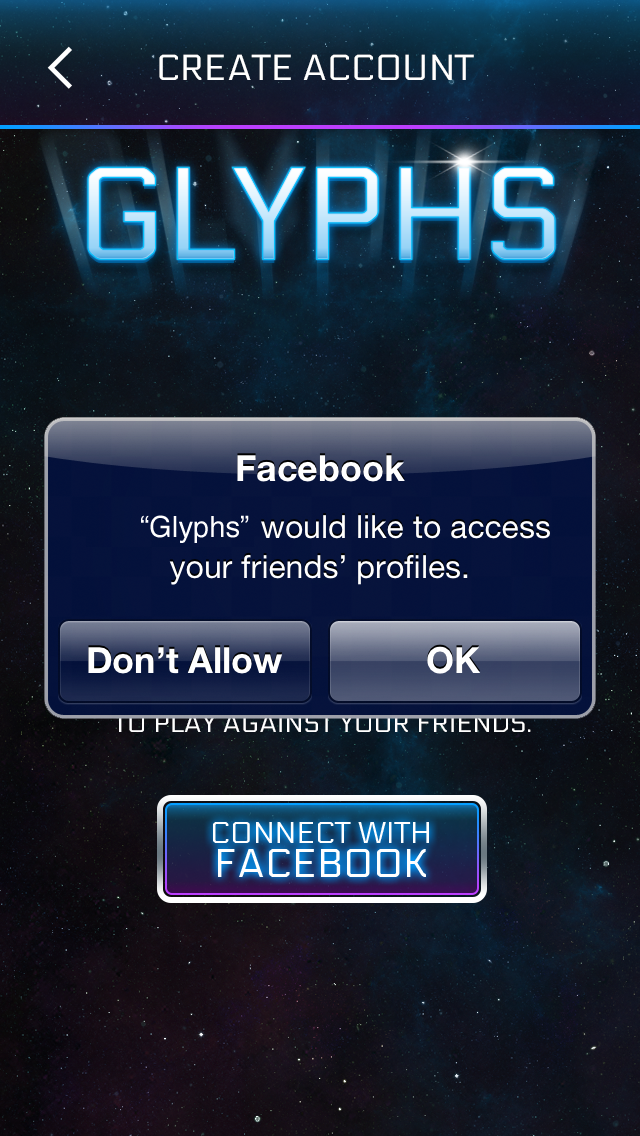 CREATE ACCOUNT
GLYPHS
Facebook
“Glyphs” would like to access
your friends’ profiles.
Don’t Allow
OK
TO PLAY AGAINST YOUR FRIENDS.
CONNECT WITH
FACEBOOK